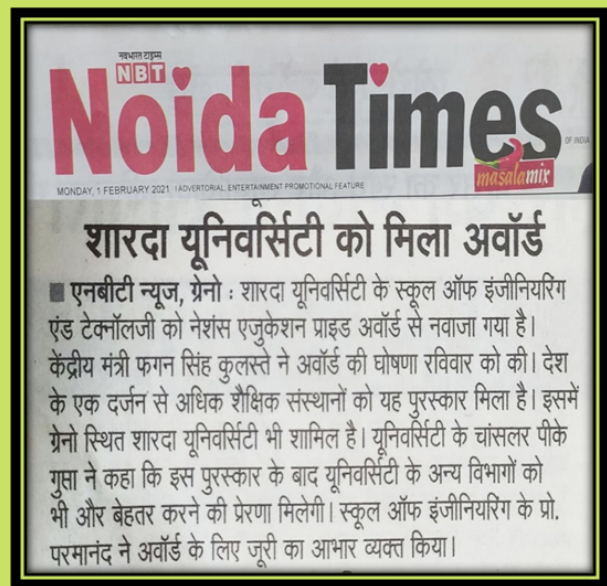 नवभारत टाइम्स
NBT
Noida Times
OF INDIA
masalamix
MONDAY, 1 FEBRUARY 2021 | ADVERTORIAL, ENTERTAINMENT PROMOTIONAL FEATURE
शारदा यूनिवर्सिटी को मिला अवॉर्ड
एनबीटी न्यूज, ग्रेनो : शारदा यूनिवर्सिटी के स्कूल ऑफ इंजीनियरिंग
एंड टेक्नॉलजी को नेशंस एजुकेशन प्राइड अवॉर्ड से नवाजा गया है।
केंद्रीय मंत्री फगन सिंह कुलस्ते ने अवॉर्ड की घोषणा रविवार को की। देश
के एक दर्जन से अधिक शैक्षिक संस्थानों को यह पुरस्कार मिला है। इसमें
ग्रेनो स्थित शारदा यूनिवर्सिटी भी शामिल है। यूनिवर्सिटी के चांसलर पीके
गुप्ता ने कहा कि इस पुरस्कार के बाद यूनिवर्सिटी के अन्य विभागों को
भी और बेहतर करने की प्रेरणा मिलेगी। स्कूल ऑफ इंजीनियरिंग के प्रो.
परमानंद ने अवॉर्ड के लिए जूरी का आभार व्यक्त किया।